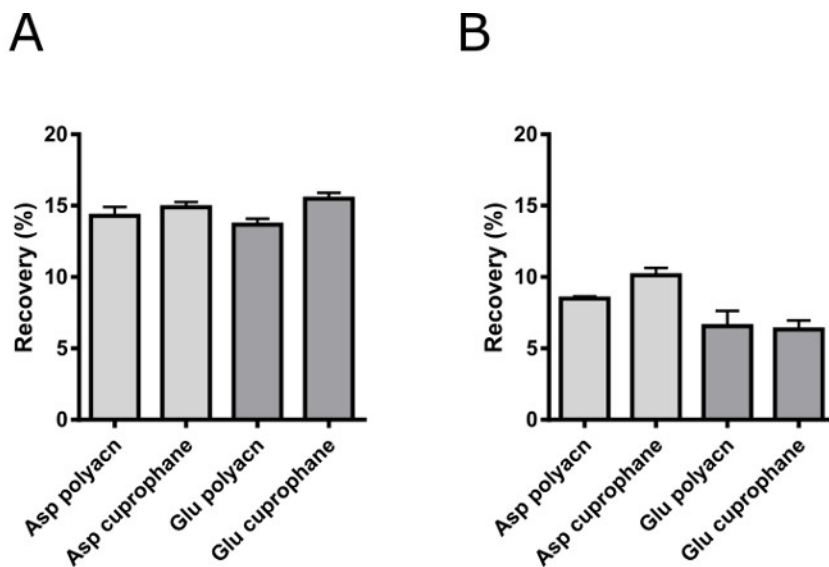 A
B
20
15
10
5
0
Recovery (%)
Asp polyacn
Asp cuprophane
Glu polyacn
Glu cuprophane
20
15
10
5
0
Recovery (%)
Asp polyacn
Asp cuprophane
Glu polyacn
Glu cuprophane